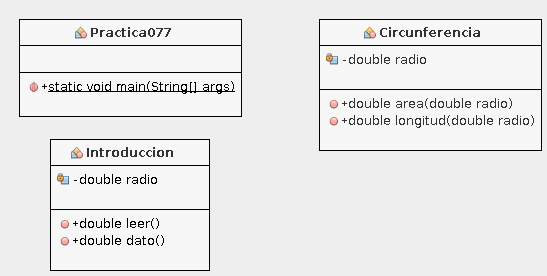 Practica077
+static void main(String[] args)
Circunferencia
-double radio
+double area(double radio)
+double longitud(double radio)
Introduccion
-double radio
+double leer()
+double dato()